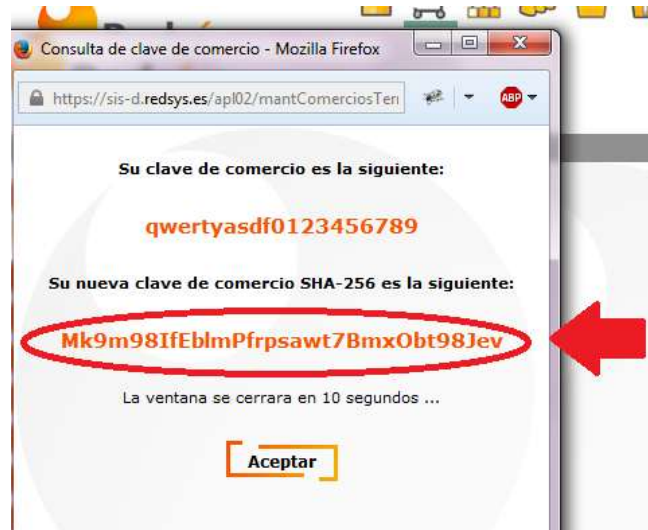 Consulta de clave de comercio - Mozilla Firefox
https://sis-d.redsys.es/apl02/mantComerciosTer
ABP
Su clave de comercio es la siguiente:
qwertyasdf0123456789
Su nueva clave de comercio SHA-256 es la siguiente:
Mk9m98IfEblmPfrpsawt7BmxObt98Jev
La ventana se cerrara en 10 segundos ...
Aceptar